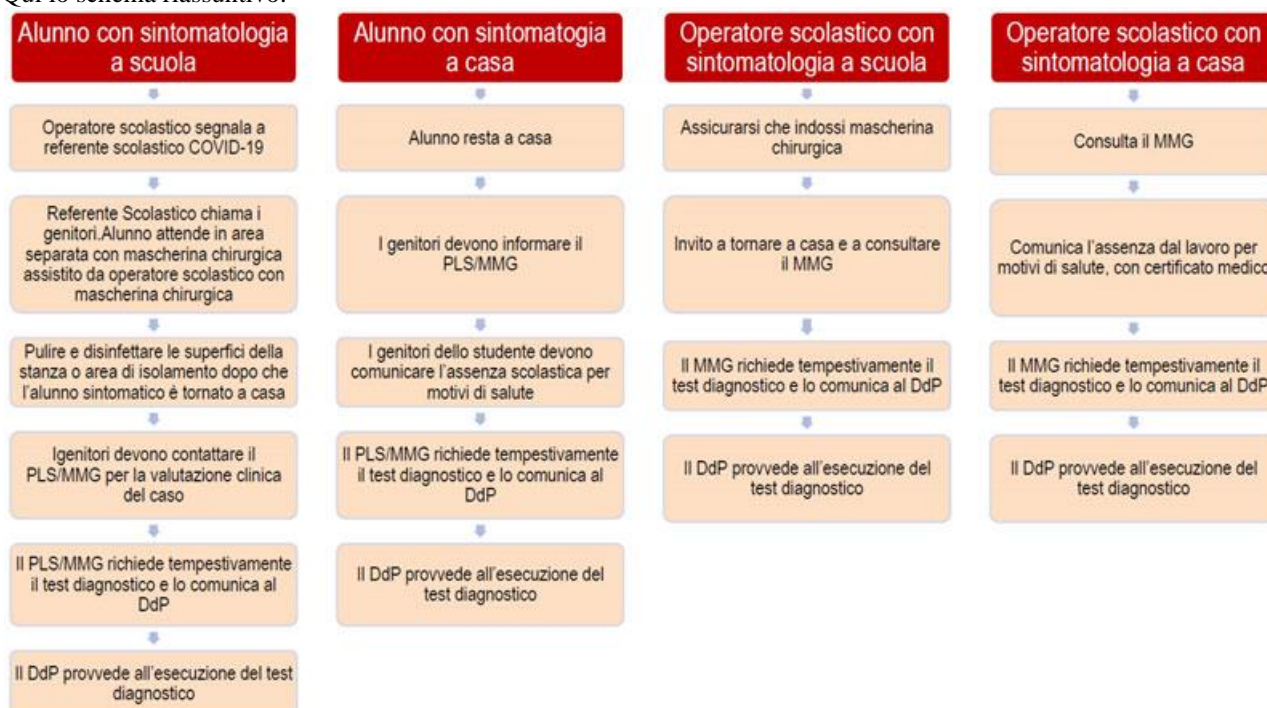 Qui lo schema riassuntivo:
Alunno con sintomatologia
a scuola
Operatore scolastico segnala a
referente scolastico COVID-19
Referente Scolastico chiama i
genitori.Alunno attende in area
separata con mascherina chirurgica
assistito da operatore scolastico con
mascherina chirurgica
Pulire e disinfettare le superfici della
stanza o area di isolamento dopo che
l'alunno sintomatico è tornato a casa
Igenitori devono contattare il
PLS/MMG per la valutazione clinica
del caso
Il PLS/MMG richiede tempestivamente
il test diagnostico e lo comunica al
DdP
Il DdP provvede all'esecuzione del test
diagnostico
Alunno con sintomatogia
a casa
Alunno resta a casa
I genitori devono informare il
PLS/MMG
I genitori dello studente devono
comunicare l'assenza scolastica per
motivi di salute
Il PLS/MMG richiede tempestivamente
il test diagnostico e lo comunica al
DdP
Il DdP provvede all'esecuzione del
test diagnostico
Operatore scolastico con
sintomatologia a scuola
Assicurarsi che indossi mascherina
chirurgica
Invito a tornare a casa e a consultare
il MMG
Il MMG richiede tempestivamente il
test diagnostico e lo comunica al DdP
Il DdP provvede all'esecuzione del
test diagnostico
Operatore scolastico con
sintomatologia a casa
Consulta il MMG
Comunica l'assenza dal lavoro per
motivi di salute, con certificato medico
Il MMG richiede tempestivamente il
test diagnostico e lo comunica al DdP
Il DdP provvede all'esecuzione del
test diagnostico